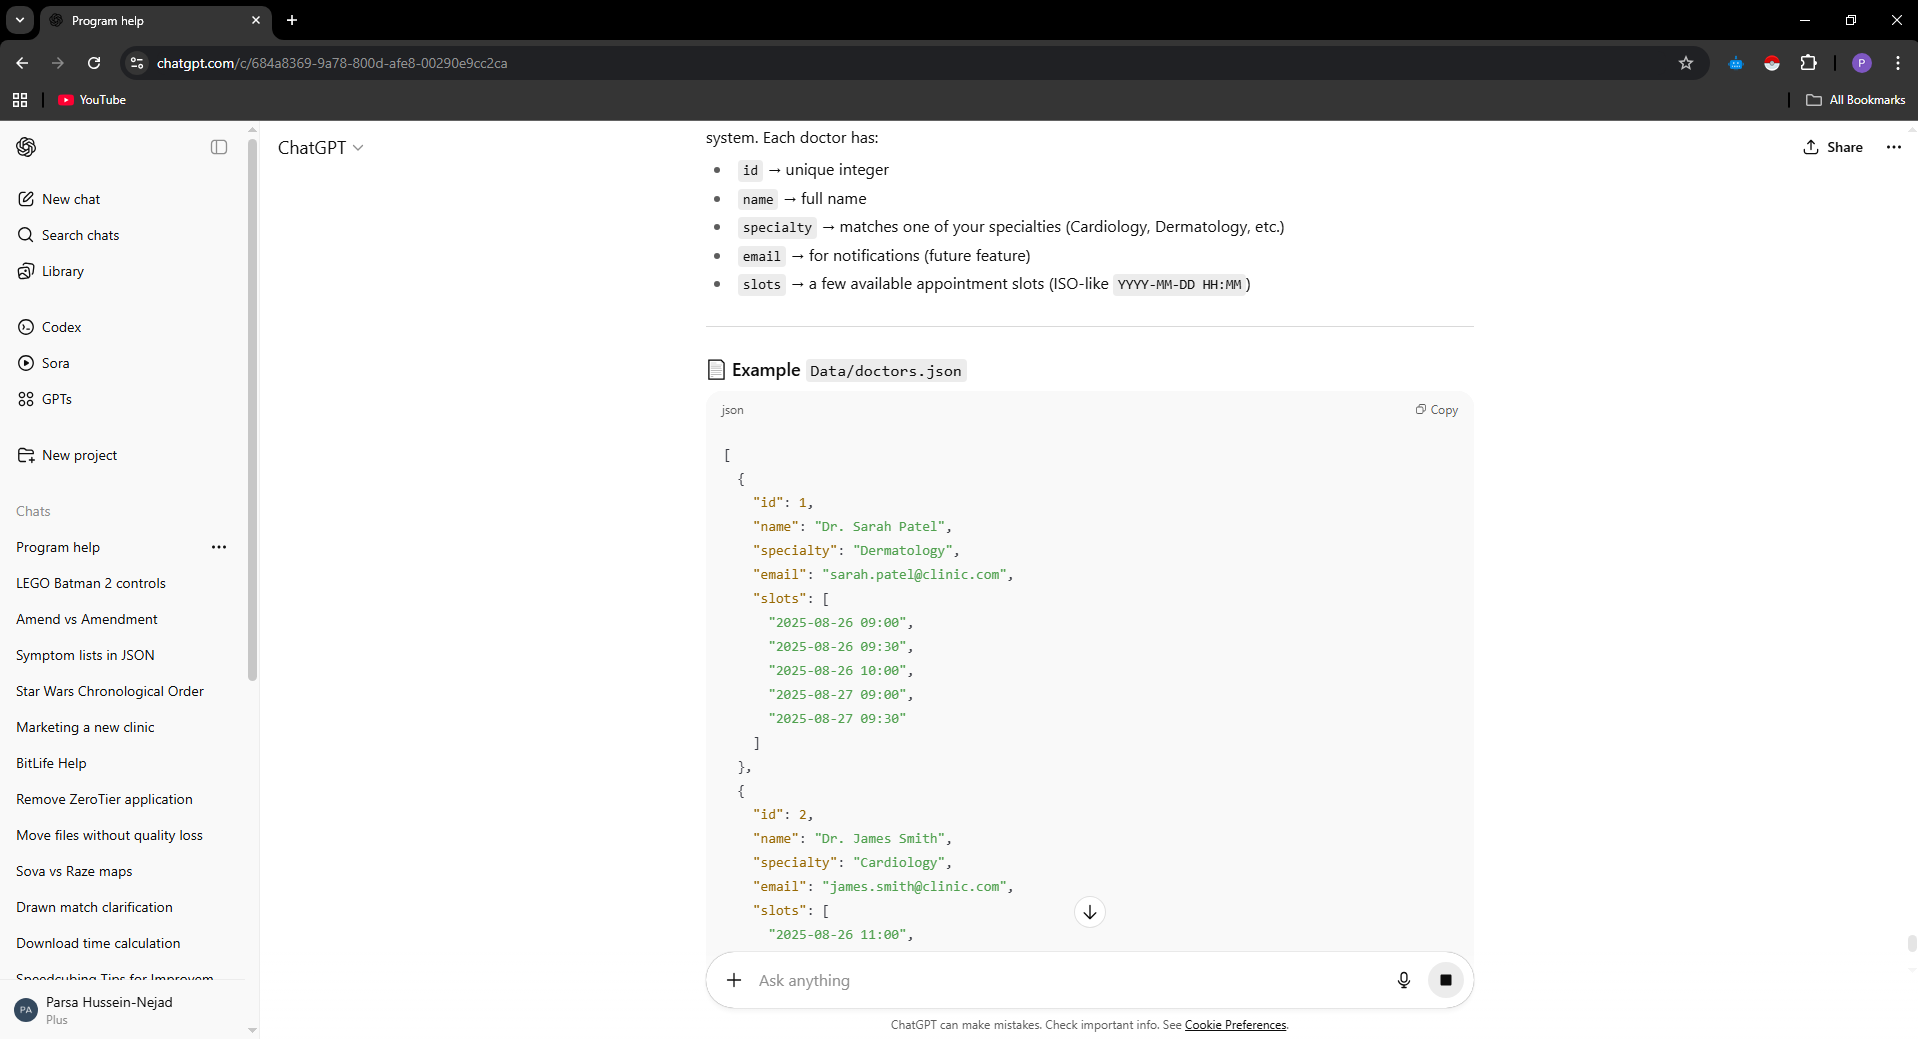 Program help
chatgpt.com/c/684a8369-9a78-800d-afe8-00290e9cc2ca
P
YouTube
All Bookmarks
ChatGPT
Share
New chat
Search chats
Library
Codex
Sora
GPTs
New project
Chats
Program help
LEGO Batman 2 controls
Amend vs Amendment
Symptom lists in JSON
Star Wars Chronological Order
Marketing a new clinic
BitLife Help
Remove ZeroTier application
Move files without quality loss
Sova vs Raze maps
Drawn match clarification
Download time calculation
Speedcubing Tips for Improvem
PA
Parsa Hussein-Nejad
Plus
system. Each doctor has:
id → unique integer
name → full name
specialty → matches one of your specialties (Cardiology, Dermatology, etc.)
email → for notifications (future feature)
slots → a few available appointment slots (ISO-like YYYY-MM-DD HH:MM)
Example Data/doctors.json
json
Copy
[
{
"id": 1,
"name": "Dr. Sarah Patel",
"specialty": "Dermatology",
"email": "sarah.patel@clinic.com",
"slots": [
"2025-08-26 09:00",
"2025-08-26 09:30",
"2025-08-26 10:00",
"2025-08-27 09:00",
"2025-08-27 09:30"
]
},
{
"id": 2,
"name": "Dr. James Smith",
"specialty": "Cardiology",
"email": "james.smith@clinic.com",
"slots": [
"2025-08-26 11:00",
Ask anything
ChatGPT can make mistakes. Check important info. See Cookie Preferences.